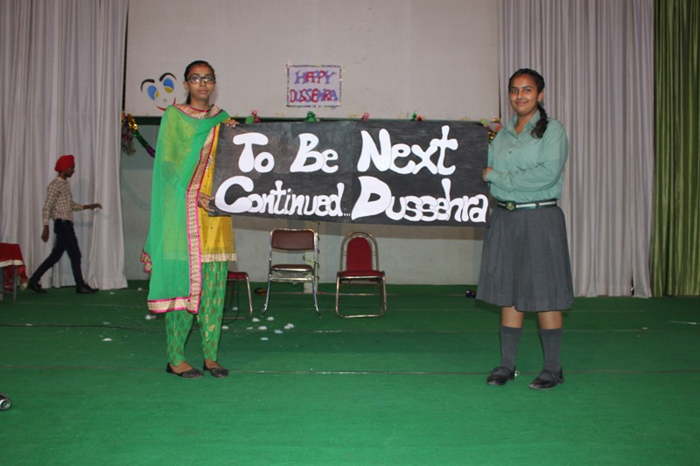 HAPPY
DUSSEHRA
To Be Next
Continued... Dussehra